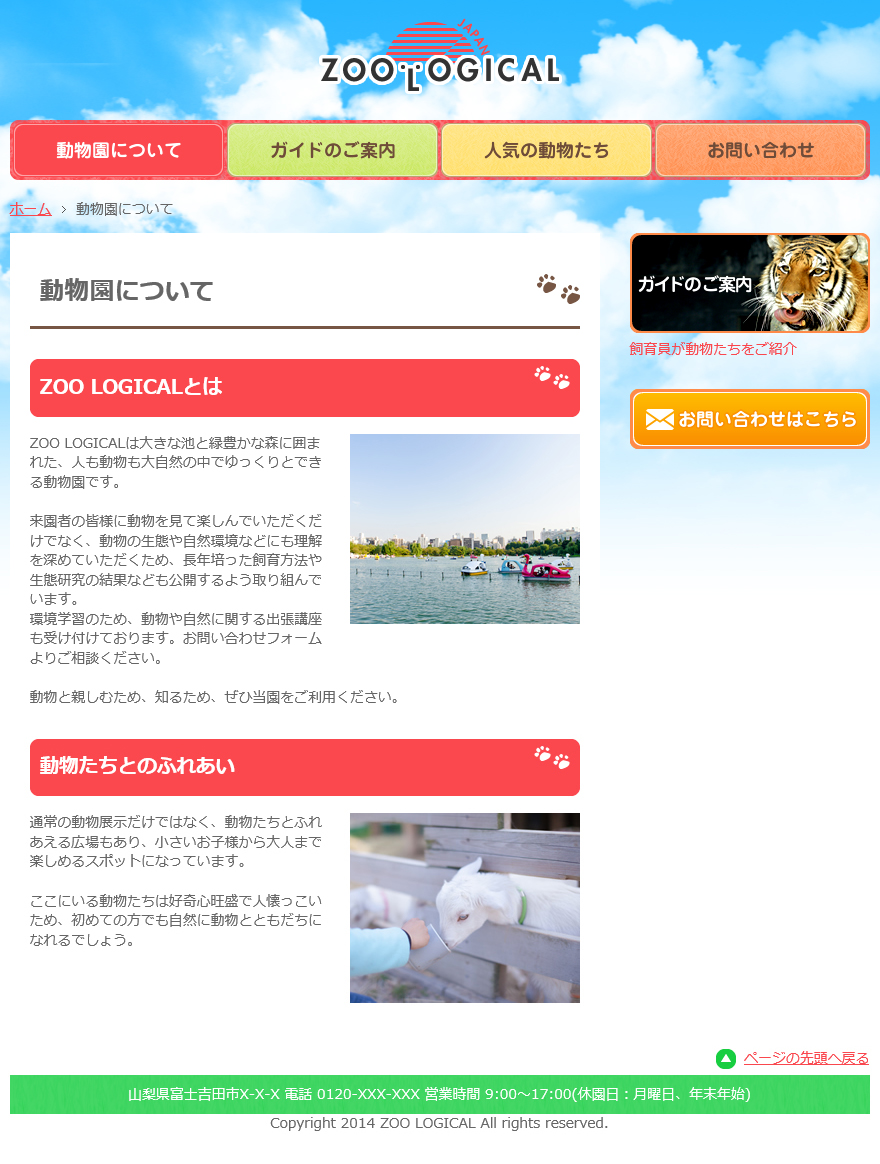 JAPAN
ZOOLOGICAL
動物園について
ガイドのご案内
人気の動物たち
お問い合わせ
ホーム > 動物園について
動物園について
ガイドのご案内
飼育員が動物たちをご紹介
お問い合わせはこちら
ZOO LOGICALとは
ZOO LOGICALは大きな池と緑豊かな森に囲ま
れた、人も動物も大自然の中でゆっくりとでき
る動物園です。
来園者の皆様に動物を見て楽しんでいただくだ
けでなく、動物の生態や自然環境などにも理解
を深めていただくため、長年培った飼育方法や
生態研究の結果なども公開するよう取り組んで
います。
環境学習のため、動物や自然に関する出張講座
も受け付けております。お問い合わせフォーム
よりご相談ください。
動物と親しむため、知るため、ぜひ当園をご利用ください。
動物たちとのふれあい
通常の動物展示だけではなく、動物たちとふれ
あえる広場もあり、小さいお子様から大人まで
楽しめるスポットになっています。
ここにいる動物たちは好奇心旺盛で人懐っこい
ため、初めての方でも自然に動物とともだちに
なれるでしょう。
ページの先頭へ戻る
山梨県富士吉田市X-X-X 電話 0120-XXX-XXX 営業時間 9:00～17:00(休園日：月曜日、年末年始)
Copyright 2014 ZOO LOGICAL All rights reserved.